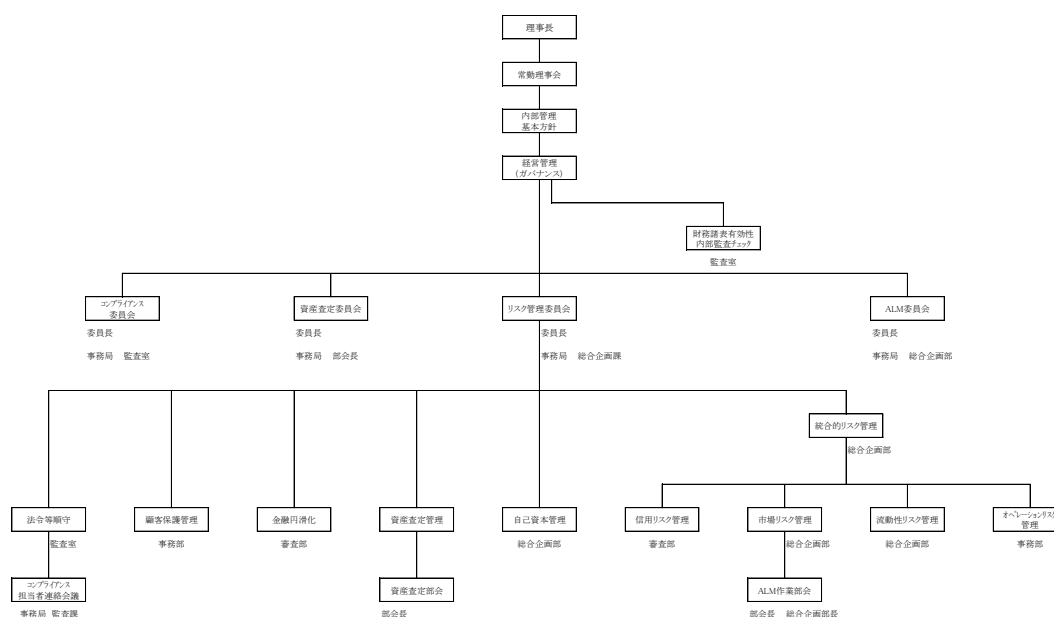 理事長
常勤理事会
内部管理
基本方針
経営管理
(ガバナンス)
財務諸表有効性
内部監査チェック
監査室
コンプライアンス
委員会
資産査定委員会
リスク管理委員会
ALM委員会
委員長
委員長
委員長
委員長
事務局 監査室
事務局 部会長
事務局 総合企画課
事務局 総合企画部
統合的リスク管理
総合企画部
法令等順守
顧客保護管理
金融円滑化
資産査定管理
自己資本管理
信用リスク管理
市場リスク管理
流動性リスク管理
オペレーションリスク
管理
監査室
事務部
審査部
総合企画部
審査部
総合企画部
総合企画部
事務部
コンプライアンス
担当者連絡会議
資産査定部会
ALM作業部会
事務局 監査課
部会長
部会長 総合企画部長